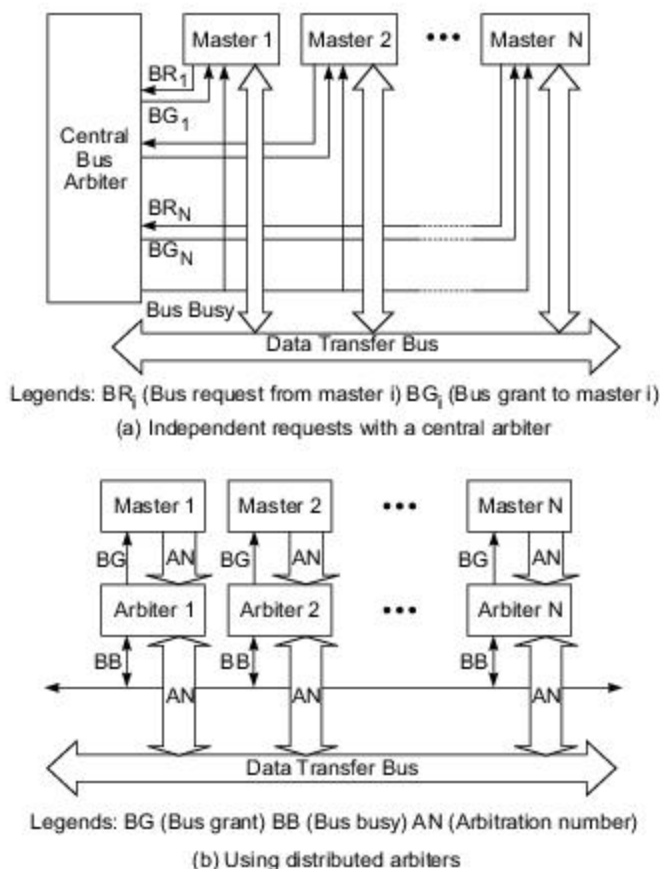 Master 1 Master 2 ••• Master N
BR1
BG1
Central
Bus
Arbiter
BRN
BGN
Bus Busy
Data Transfer Bus
Legends: BRi (Bus request from master i) BGi (Bus grant to master i)
(a) Independent requests with a central arbiter
Master 1 Master 2 ••• Master N
BG AN BG AN BG AN
Arbiter 1 Arbiter 2 ••• Arbiter N
BB BB BB
AN AN AN
Data Transfer Bus
Legends: BG (Bus grant) BB (Bus busy) AN (Arbitration number)
(b) Using distributed arbiters